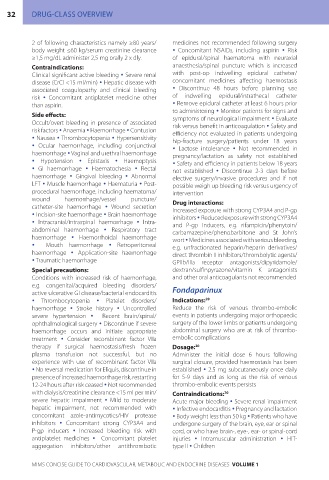 32 DRUG-CLASS OVERVIEW
2 of following characteristics namely ≥80 years/
body weight ≤60 kg/serum creatinine clearance
≥1.5 mg/dL administer 2.5 mg orally 2 x dly.
Contraindications:
Clinical significant active bleeding • Severe renal
disease (CrCl <15 ml/min) • Hepatic disease with
associated coagulopathy and clinical bleeding
risk • Concomitant antiplatelet medicine other
than aspirin.
Side effects:
Occult/overt bleeding in presence of associated
risk factors • Anaemia • Haemorrhage • Contusion
• Nausea • Thrombocytopenia • Hypersensitivity
• Ocular haemorrhage, including conjunctival
haemorrhage • Vaginal and urethral haemorrhage
• Hypotension • Epistaxis • Haemoptysis
• GI haemorrhage • Haematochezia • Rectal
haemorrhage • Gingival bleeding • Abnormal
LFT • Muscle haemorrhage • Haematuria • Post-
procedural haemorrhage, including haematoma/
wound haemorrhage/vessel puncture/
catheter-site haemorrhage • Wound secretion
• Incision-site haemorrhage • Brain haemorrhage
• Intracranial/intraspinal haemorrhage • Intra-
abdominal haemorrhage • Respiratory tract
haemorrhage • Haemorrhoidal haemorrhage
• Mouth haemorrhage • Retroperitoneal
haemorrhage • Application-site haemorrhage
• Traumatic haemorrhage
Special precautions:
Conditions with increased risk of haemorrhage,
e.g. congenital/acquired bleeding disorders/
active ulcerative GI disease/bacterial endocarditis
• Thrombocytopenia • Platelet disorders/
haemorrhage • Stroke history • Uncontrolled
severe hypertension • Recent brain/spinal/
ophthalmological surgery • Discontinue if severe
haemorrhage occurs and initiate appropriate
treatment • Consider recombinant factor VIIa
therapy if surgical haemostasis/fresh frozen
plasma transfusion not successful, but no
experience with use of recombinant factor VIIa
• No reversal medication for Eliquis, discontinue in
presence of increased haemorrhage risk, restarting
12-24 hours after risk ceased • Not recommended
with dialysis/creatinine clearance <15 ml per min/
severe hepatic impairment • Mild to moderate
hepatic impairment, not recommended with
concomitant azole-antimycotics/HIV protease
inhibitors • Concomitant strong CYP3A4 and
P-gp inducers • Increased bleeding risk with
antiplatelet medicines • Concomitant platelet
aggregation inhibitors/other antithrombotic
medicines not recommended following surgery
• Concomitant NSAIDs, including aspirin • Risk
of epidural/spinal haematoma with neuraxial
anaesthesia/spinal puncture which is increased
with post-op indwelling epidural catheter/
concomitant medicines affecting haemostasis
• Discontinue 48 hours before planning use
of indwelling epidural/intrathecal catheter
• Remove epidural catheter at least 6 hours prior
to administering • Monitor patients for signs and
symptoms of neurological impairment • Evaluate
risk versus benefit in anticoagulation • Safety and
efficiency not evaluated in patients undergoing
hip-fracture surgery/patients under 18 years
• Lactose intolerance • Not recommended in
pregnancy/lactation as safety not established
• Safety and efficiency in patients below 18 years
not established • Discontinue 2-3 days before
elective surgery/invasive procedures and if not
possible weigh up bleeding risk versus urgency of
intervention
Drug interactions:
Increased exposure with strong CYP3A4 and P-gp
inhibitors • Reduced exposure with strong CYP3A4
and P-gp inducers, e.g. rifampicin/phenytoin/
carbamazepine/phenobarbitone and St John's
wort • Medicines associated with serious bleeding,
e.g. unfractionated heparin/heparin derivatives/
direct thrombin II inhibitors/thrombolytic agents/
GPIIb/IIIa receptor antagonists/dipyridamole/
dextran/sulfinpyrazone/vitamin K antagonists
and other oral anticoagulants not recommended
Fondaparinux
Indications:
Reduce the risk of venous thrombo-embolic
events in patients undergoing major orthopaedic
surgery of the lower limbs or patients undergoing
abdominal surgery who are at risk of thrombo-
embolic complications
Dosage:
Administer the initial dose 6 hours following
surgical closure, provided haemostasis has been
established • 2.5 mg subcutaneously once daily
for 5-9 days and as long as the risk of venous
thrombo-embolic events persists
Contraindications:
Acute major bleeding • Severe renal impairment
• Infective endocarditis • Pregnancy and lactation
• Body weight less than 50 kg • Patients who have
undergone surgery of the brain, eye, ear or spinal
cord, or who have brain-, eye-, ear- or spinal-cord
injuries • Intramuscular administration • HIT-
type II • Children
MIMS CONCISE GUIDE TO CARDIOVASCULAR, METABOLIC AND ENDOCRINE DISEASES VOLUME 1